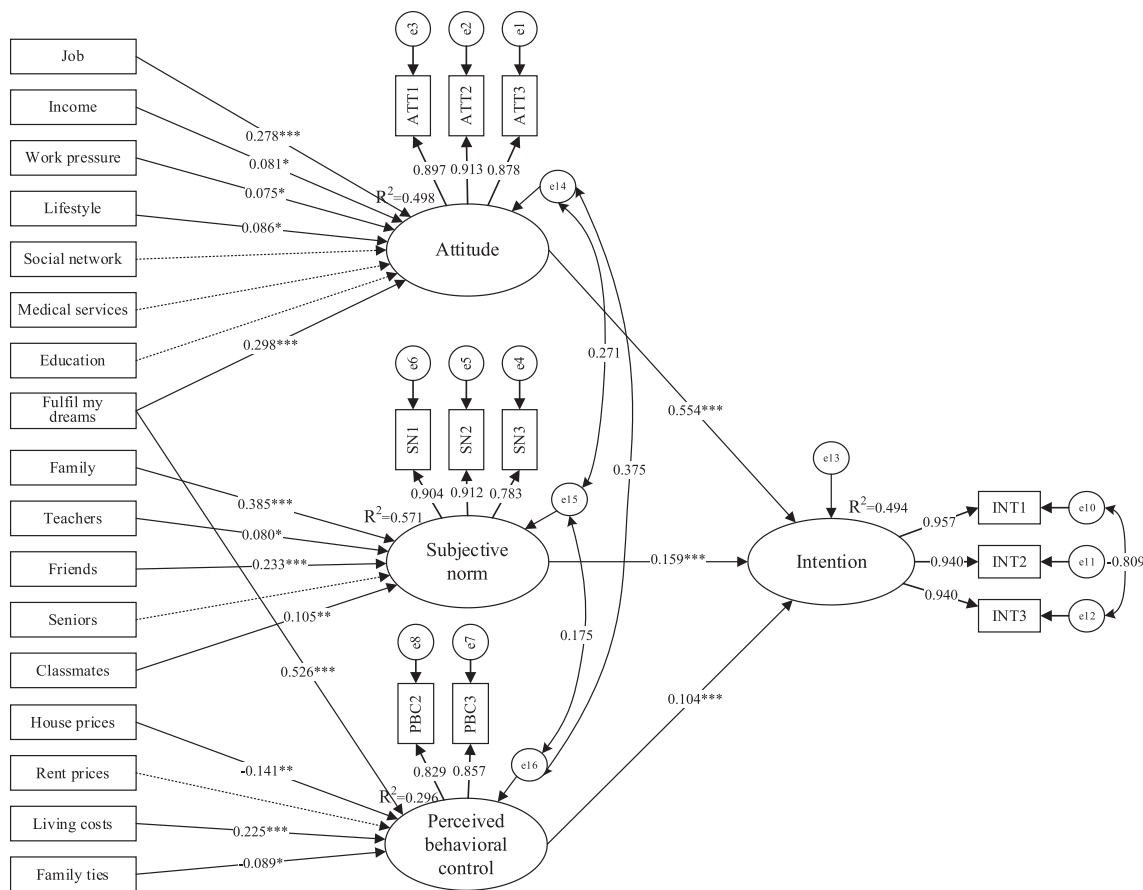 Job
Income
Work pressure
Lifestyle
Social network
Medical services
Education
Fulfil my
dreams
Family
Teachers
Friends
Seniors
Classmates
House prices
Rent prices
Living costs
Family ties
0.278***
0.081*
0.075*
0.086*
0.298***
0.385***
0.080*
0.233***
0.105**
0.526***
-0.141**
0.225***
-0.089*
e3
e2
e1
ATT1
ATT2
ATT3
0.897
0.913
0.878
R²=0.498
Attitude
e14
e6
e5
e4
SN1
SN2
SN3
0.904
0.912
0.783
R²=0.571
Subjective
norm
e15
e8
e7
PBC2
PBC3
0.829
0.857
R²=0.296
Perceived
behavioral
control
e16
0.271
0.375
0.175
0.554***
0.159***
0.104***
e13
R²=0.494
Intention
0.957
0.940
0.940
INT1
INT2
INT3
e10
e11
e12
-0.809